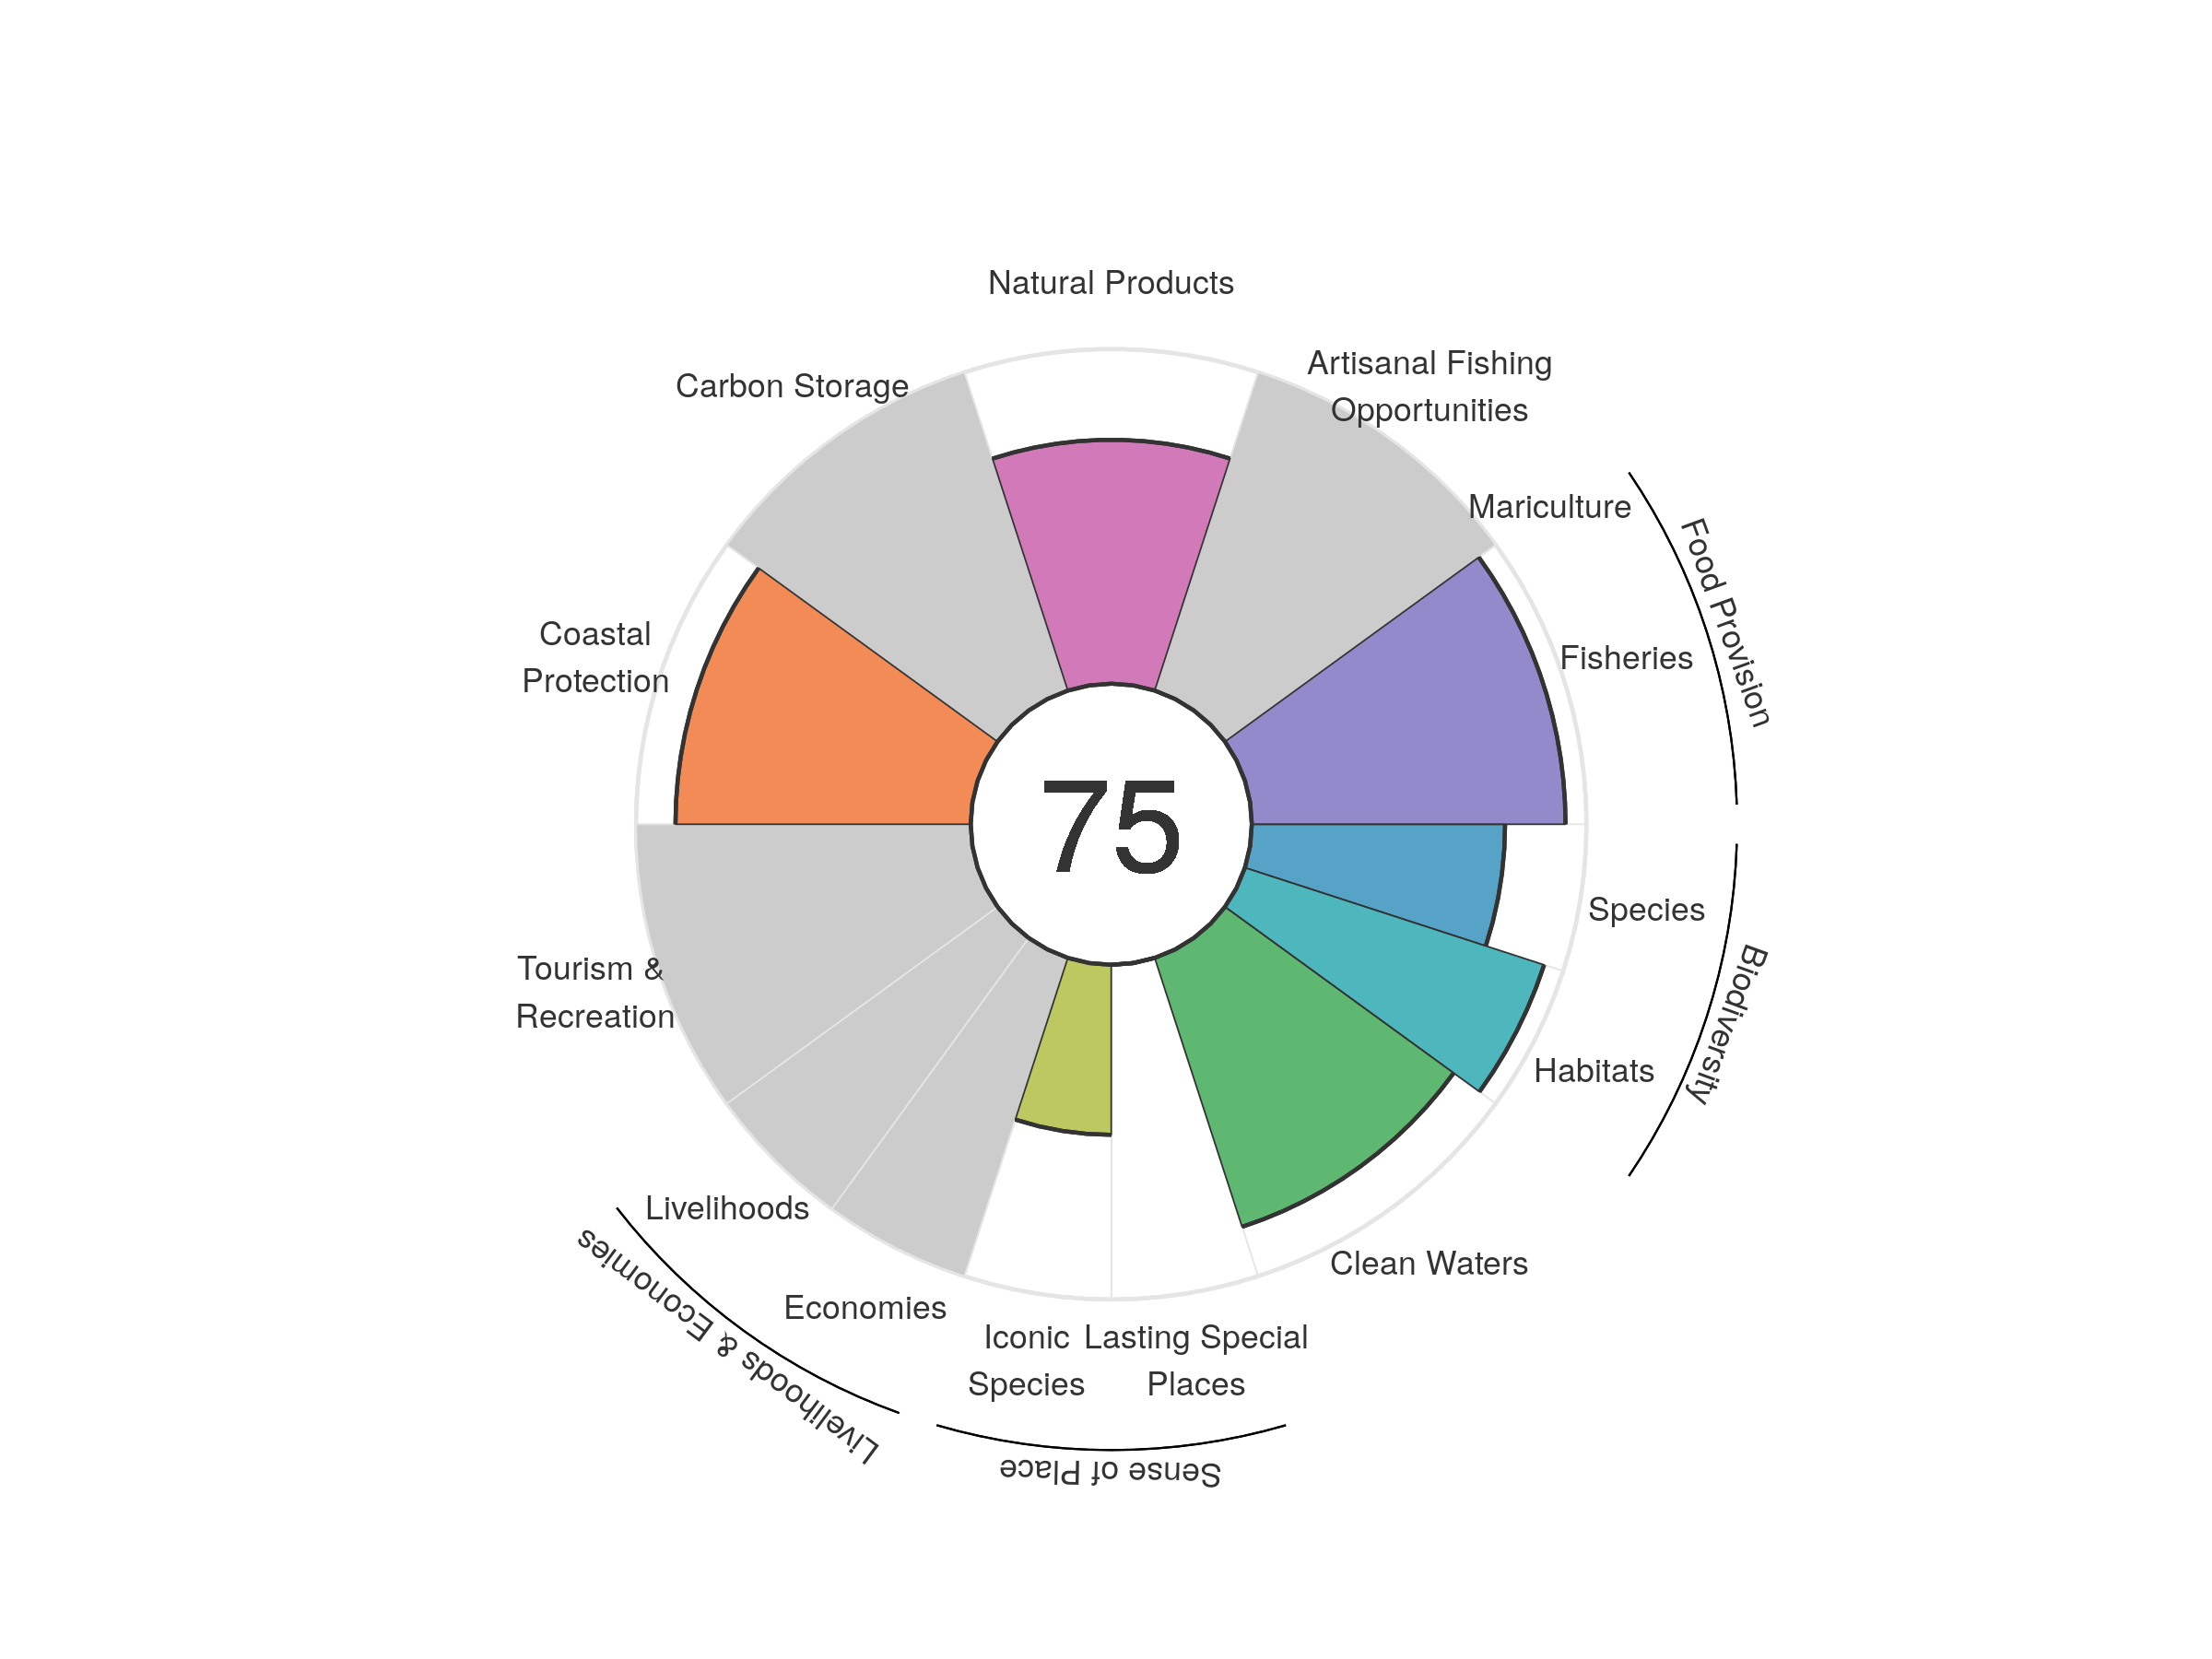 Natural Products
Artisanal Fishing
Opportunities
Carbon Storage
Mariculture
Food Provision
Coastal
Protection
Fisheries
75
Species
Biodiversity
Tourism &
Recreation
Habitats
Livelihoods
Clean Waters
Livelihoods & Economies
Economies
Iconic
Species
Lasting Special
Places
Sense of Place